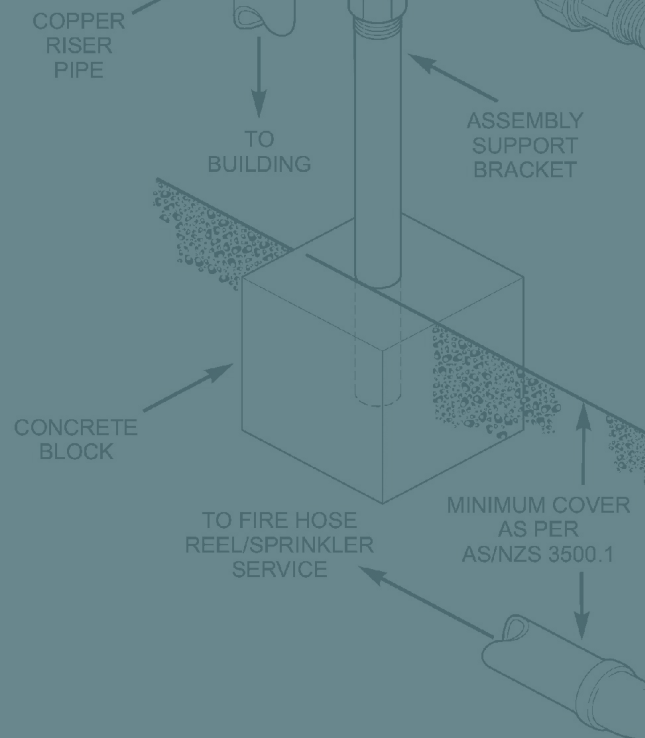 COPPER
RISER
PIPE
TO
BUILDING
ASSEMBLY
SUPPORT
BRACKET
CONCRETE
BLOCK
TO FIRE HOSE
REEL/SPRINKLER
SERVICE
MINIMUM COVER
AS PER
AS/NZS 3500.1